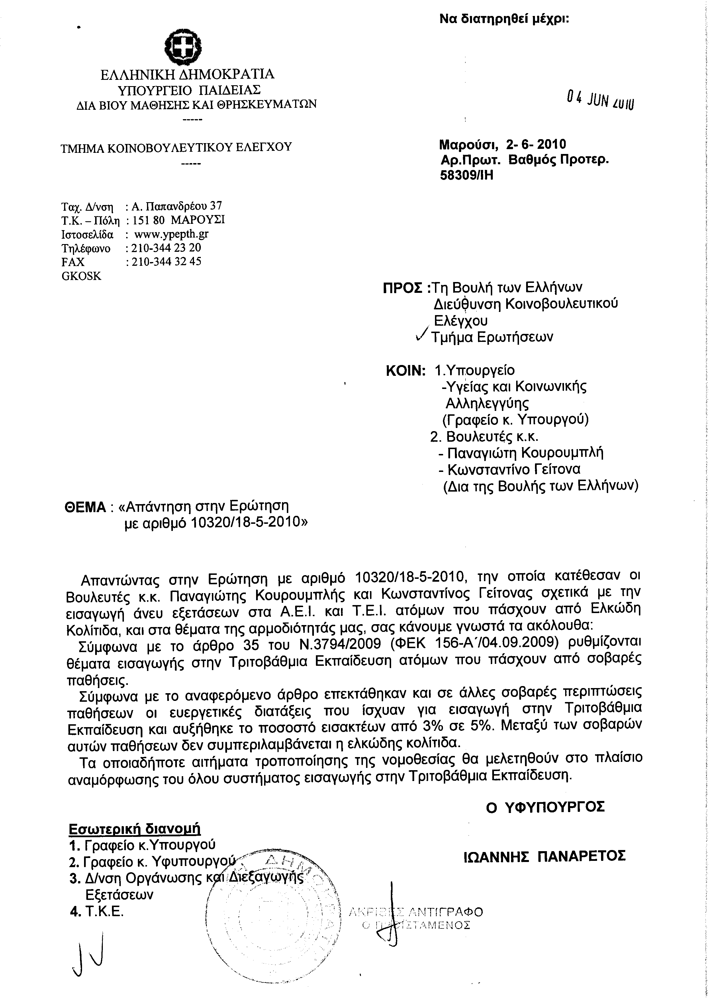 Να διατηρηθεί μέχρι:
ΕΛΛΗΝΙΚΗ ΔΗΜΟΚΡΑΤΙΑ
ΥΠΟΥΡΓΕΙΟ ΠΑΙΔΕΙΑΣ
ΔΙΑ ΒΙΟΥ ΜΑΘΗΣΗΣ ΚΑΙ ΘΡΗΣΚΕΥΜΑΤΩΝ
-----
04 JUN 2010
ΤΜΗΜΑ ΚΟΙΝΟΒΟΥΛΕΥΤΙΚΟΥ ΕΛΕΓΧΟΥ
-----
Μαρούσι, 2- 6- 2010
Αρ.Πρωτ. Βαθμός Προτερ.
58309/ΙΗ
Ταχ. Δ/νση : Α. Παπανδρέου 37
Τ.Κ. – Πόλη : 151 80 ΜΑΡΟΥΣΙ
Ιστοσελίδα : www.ypepth.gr
Τηλέφωνο : 210-344 23 20
FAX : 210-344 32 45
GKOSK
ΠΡΟΣ :Τη Βουλή των Ελλήνων
Διεύθυνση Κοινοβουλευτικού
Ελέγχου
✓ Τμήμα Ερωτήσεων
ΚΟΙΝ: 1.Υπουργείο
-Υγείας και Κοινωνικής
Αλληλεγγύης
(Γραφείο κ. Υπουργού)
2. Βουλευτές κ.κ.
- Παναγιώτη Κουρουμπλή
- Κωνσταντίνο Γείτονα
(Δια της Βουλής των Ελλήνων)
ΘΕΜΑ : «Απάντηση στην Ερώτηση
με αριθμό 10320/18-5-2010»
Απαντώντας στην Ερώτηση με αριθμό 10320/18-5-2010, την οποία κατέθεσαν οι
Βουλευτές κ.κ. Παναγιώτης Κουρουμπλής και Κωνσταντίνος Γείτονας σχετικά με την
εισαγωγή άνευ εξετάσεων στα Α.Ε.Ι. και Τ.Ε.Ι. ατόμων που πάσχουν από Ελκώδη
Κολίτιδα, και στα θέματα της αρμοδιότητάς μας, σας κάνουμε γνωστά τα ακόλουθα:
Σύμφωνα με το άρθρο 35 του Ν.3794/2009 (ΦΕΚ 156-Α΄/04.09.2009) ρυθμίζονται
θέματα εισαγωγής στην Τριτοβάθμια Εκπαίδευση ατόμων που πάσχουν από σοβαρές
παθήσεις.
Σύμφωνα με το αναφερόμενο άρθρο επεκτάθηκαν και σε άλλες σοβαρές περιπτώσεις
παθήσεων οι ευεργετικές διατάξεις που ίσχυαν για εισαγωγή στην Τριτοβάθμια
Εκπαίδευση και αυξήθηκε το ποσοστό εισακτέων από 3% σε 5%. Μεταξύ των σοβαρών
αυτών παθήσεων δεν συμπεριλαμβάνεται η ελκώδης κολίτιδα.
Τα οποιαδήποτε αιτήματα τροποποίησης της νομοθεσίας θα μελετηθούν στο πλαίσιο
αναμόρφωσης του όλου συστήματος εισαγωγής στην Τριτοβάθμια Εκπαίδευση.
Ο ΥΦΥΠΟΥΡΓΟΣ
ΙΩΑΝΝΗΣ ΠΑΝΑΡΕΤΟΣ
Εσωτερική διανομή
1. Γραφείο κ.Υπουργού
2. Γραφείο κ. Υφυπουργού
3. Δ/νση Οργάνωσης και Διεξαγωγής
Εξετάσεων
4. Τ.Κ.Ε.
ΑΚΡΙΒΕΣ ΑΝΤΙΓΡΑΦΟ
Ο ΠΡΟΪΣΤΑΜΕΝΟΣ